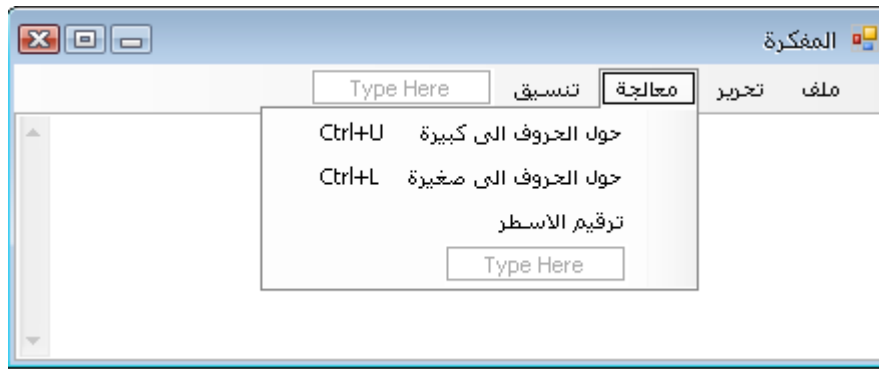 المفكرة
ملف تحرير معالجة تنسيق Type Here
حول الحروف الى كبيرة Ctrl+U
حول الحروف الى صغيرة Ctrl+L
ترقيم الاسطر
Type Here